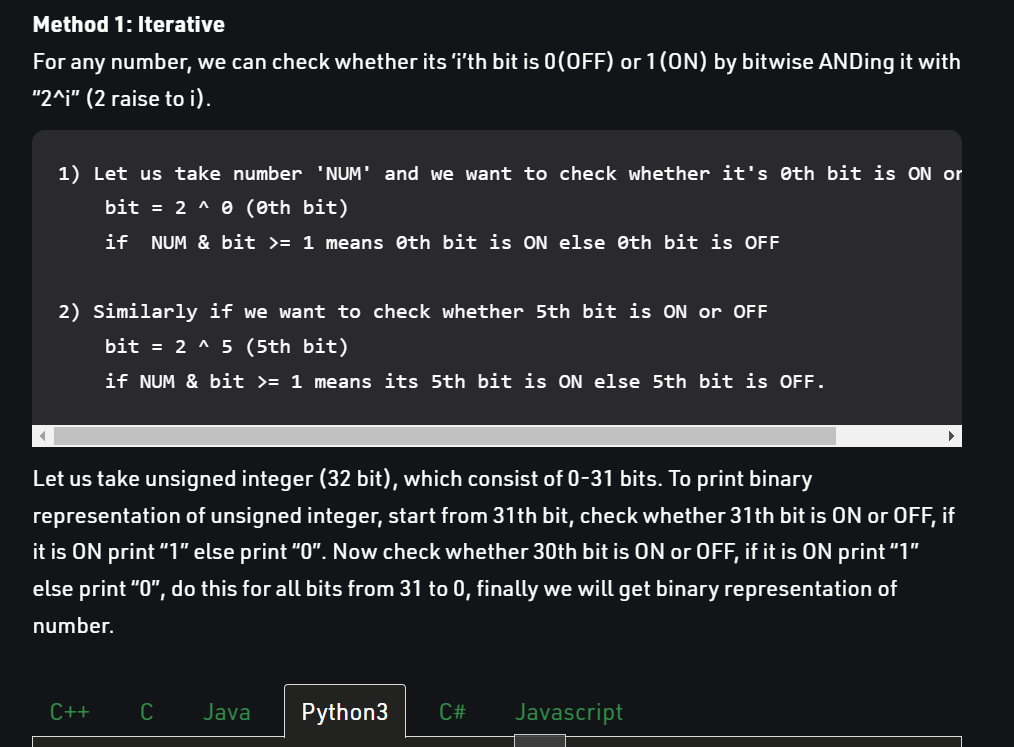 Method 1: Iterative
For any number, we can check whether its ‘i’th bit is 0(OFF) or 1(ON) by bitwise ANDing it with
“2^i” (2 raise to i).
1) Let us take number 'NUM' and we want to check whether it's 0th bit is ON or
bit = 2 ^ 0 (0th bit)
if  NUM & bit >= 1 means 0th bit is ON else 0th bit is OFF
2) Similarly if we want to check whether 5th bit is ON or OFF
bit = 2 ^ 5 (5th bit)
if NUM & bit >= 1 means its 5th bit is ON else 5th bit is OFF.
Let us take unsigned integer (32 bit), which consist of 0-31 bits. To print binary
representation of unsigned integer, start from 31th bit, check whether 31th bit is ON or OFF, if
it is ON print “1” else print “0”. Now check whether 30th bit is ON or OFF, if it is ON print “1”
else print “0”, do this for all bits from 31 to 0, finally we will get binary representation of
number.
C++ C Java Python3 C# Javascript